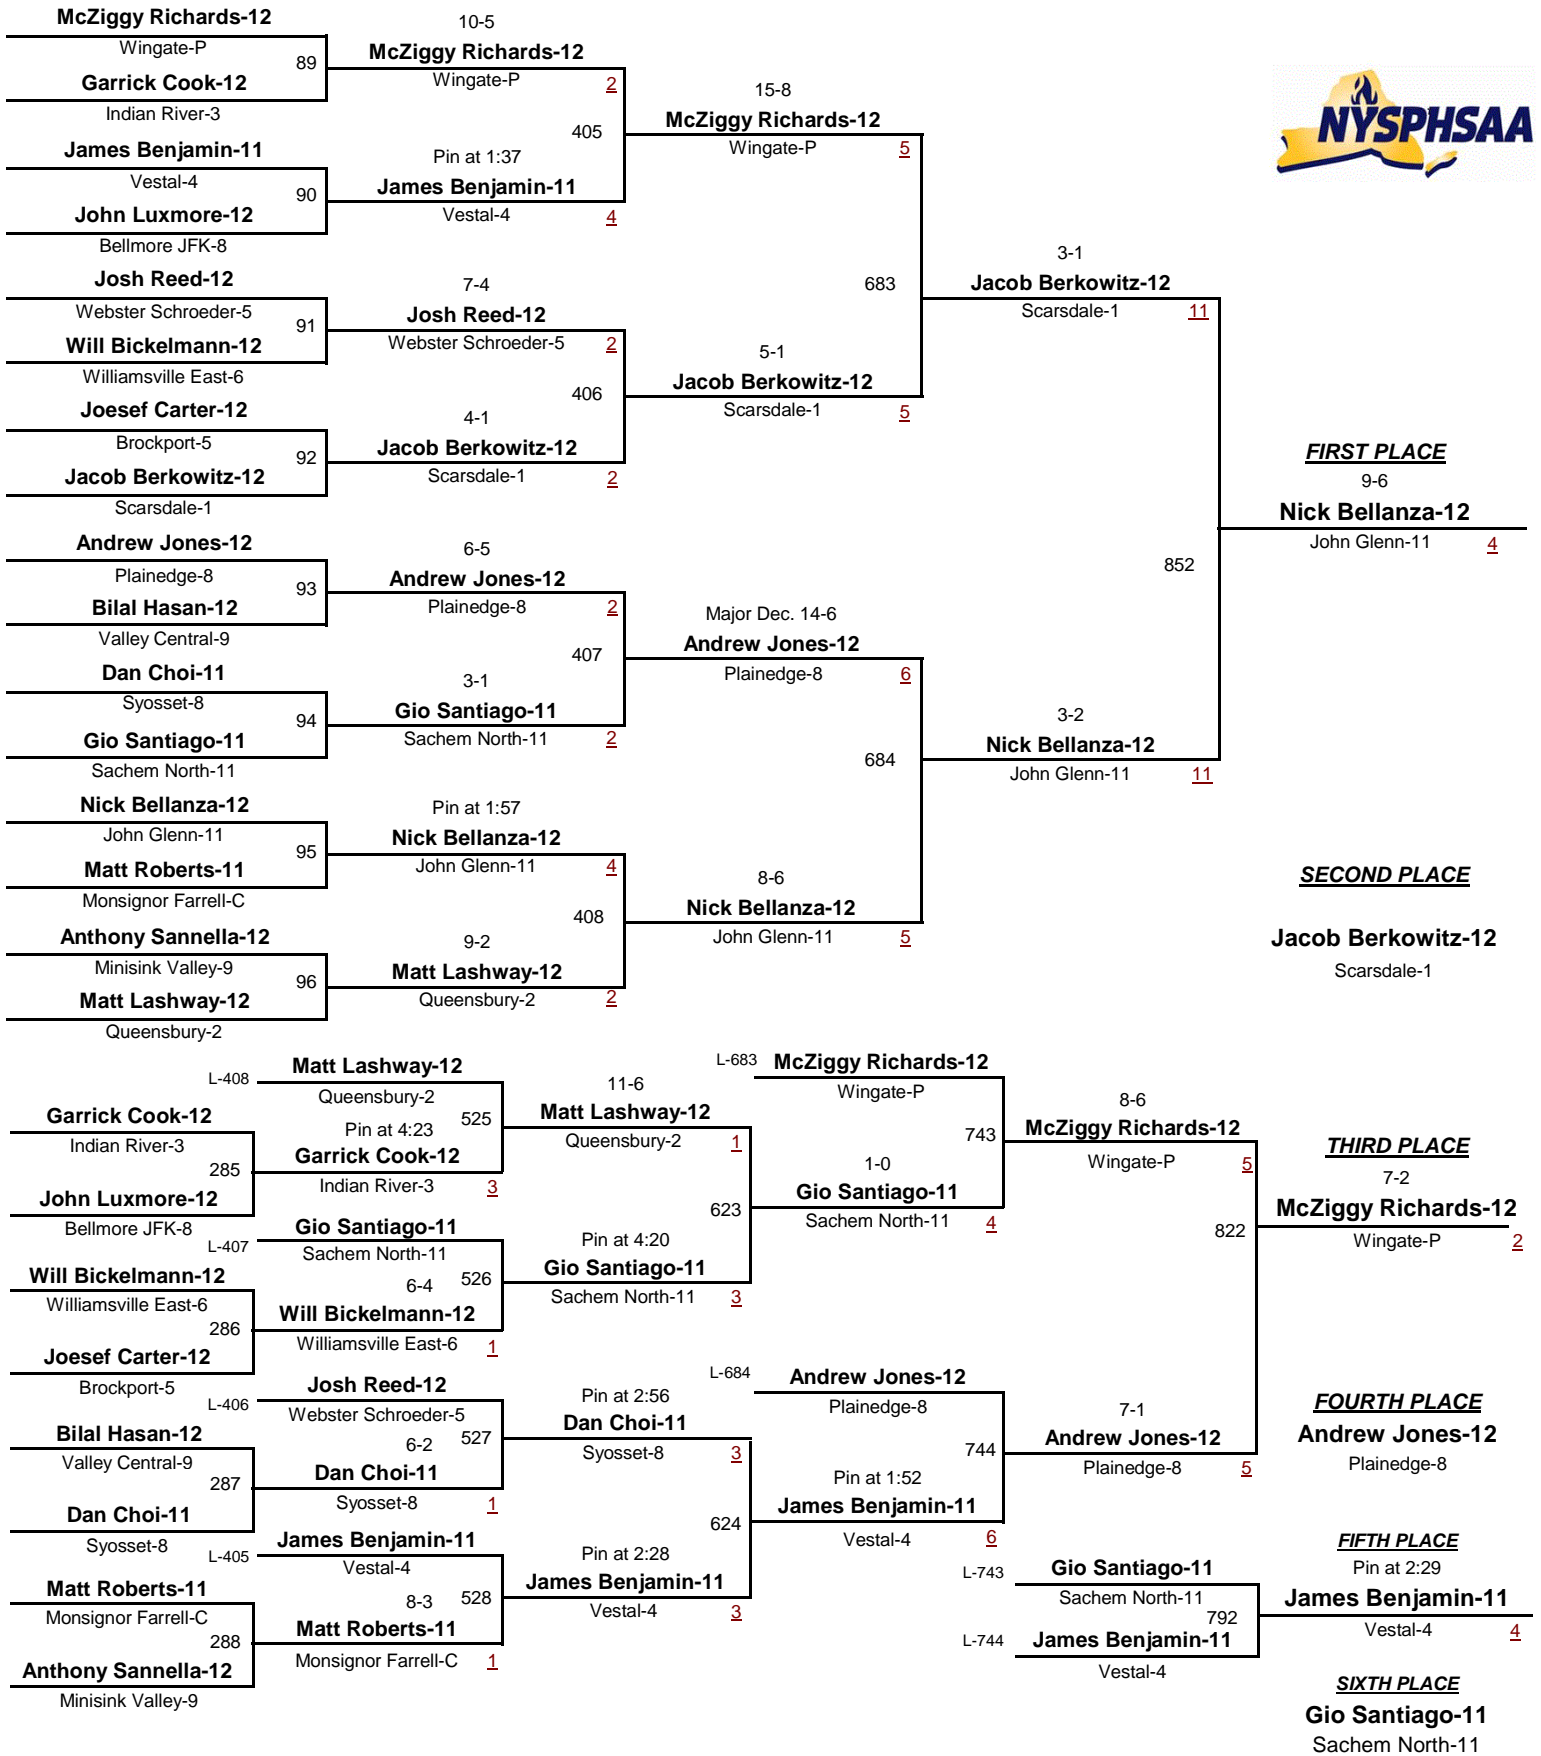 McZiggy Richards-12
Wingate-P
89
Garrick Cook-12
Indian River-3
James Benjamin-11
Vestal-4
90
John Luxmore-12
Bellmore JFK-8
Josh Reed-12
Webster Schroeder-5
91
Will Bickelmann-12
Williamsville East-6
Joesef Carter-12
Brockport-5
92
Jacob Berkowitz-12
Scarsdale-1
Andrew Jones-12
Plainedge-8
93
Bilal Hasan-12
Valley Central-9
Dan Choi-11
Syosset-8
94
Gio Santiago-11
Sachem North-11
Nick Bellanza-12
John Glenn-11
95
Matt Roberts-11
Monsignor Farrell-C
Anthony Sannella-12
Minisink Valley-9
96
Matt Lashway-12
Queensbury-2
10-5
McZiggy Richards-12
Wingate-P
2
405
Pin at 1:37
James Benjamin-11
Vestal-4
4
7-4
Josh Reed-12
Webster Schroeder-5
2
406
4-1
Jacob Berkowitz-12
Scarsdale-1
2
6-5
Andrew Jones-12
Plainedge-8
2
407
3-1
Gio Santiago-11
Sachem North-11
2
Pin at 1:57
Nick Bellanza-12
John Glenn-11
4
408
9-2
Matt Lashway-12
Queensbury-2
2
15-8
McZiggy Richards-12
Wingate-P
5
683
5-1
Jacob Berkowitz-12
Scarsdale-1
5
Major Dec. 14-6
Andrew Jones-12
Plainedge-8
6
684
8-6
Nick Bellanza-12
John Glenn-11
5
3-1
Jacob Berkowitz-12
Scarsdale-1
11
852
3-2
Nick Bellanza-12
John Glenn-11
11
NYSPHSAA
FIRST PLACE
9-6
Nick Bellanza-12
John Glenn-11
4
SECOND PLACE
Jacob Berkowitz-12
Scarsdale-1
L-408
Garrick Cook-12
Indian River-3
285
John Luxmore-12
Bellmore JFK-8
L-407
Will Bickelmann-12
Williamsville East-6
286
Joesef Carter-12
Brockport-5
L-406
Bilal Hasan-12
Valley Central-9
287
Dan Choi-11
Syosset-8
L-405
Matt Roberts-11
Monsignor Farrell-C
288
Anthony Sannella-12
Minisink Valley-9
Matt Lashway-12
Queensbury-2
525
Pin at 4:23
Garrick Cook-12
Indian River-3
3
Gio Santiago-11
Sachem North-11
526
6-4
Will Bickelmann-12
Williamsville East-6
1
Josh Reed-12
Webster Schroeder-5
527
6-2
Dan Choi-11
Syosset-8
1
James Benjamin-11
Vestal-4
528
8-3
Matt Roberts-11
Monsignor Farrell-C
1
11-6
Matt Lashway-12
Queensbury-2
1
623
Pin at 4:20
Gio Santiago-11
Sachem North-11
3
Pin at 2:56
Dan Choi-11
Syosset-8
3
624
Pin at 2:28
James Benjamin-11
Vestal-4
3
L-683
McZiggy Richards-12
Wingate-P
743
1-0
Gio Santiago-11
Sachem North-11
4
L-684
Andrew Jones-12
Plainedge-8
744
Pin at 1:52
James Benjamin-11
Vestal-4
6
8-6
McZiggy Richards-12
Wingate-P
5
822
7-1
Andrew Jones-12
Plainedge-8
5
THIRD PLACE
7-2
McZiggy Richards-12
Wingate-P
2
FOURTH PLACE
Andrew Jones-12
Plainedge-8
L-743
Gio Santiago-11
Sachem North-11
792
L-744
James Benjamin-11
Vestal-4
FIFTH PLACE
Pin at 2:29
James Benjamin-11
Vestal-4
4
SIXTH PLACE
Gio Santiago-11
Sachem North-11